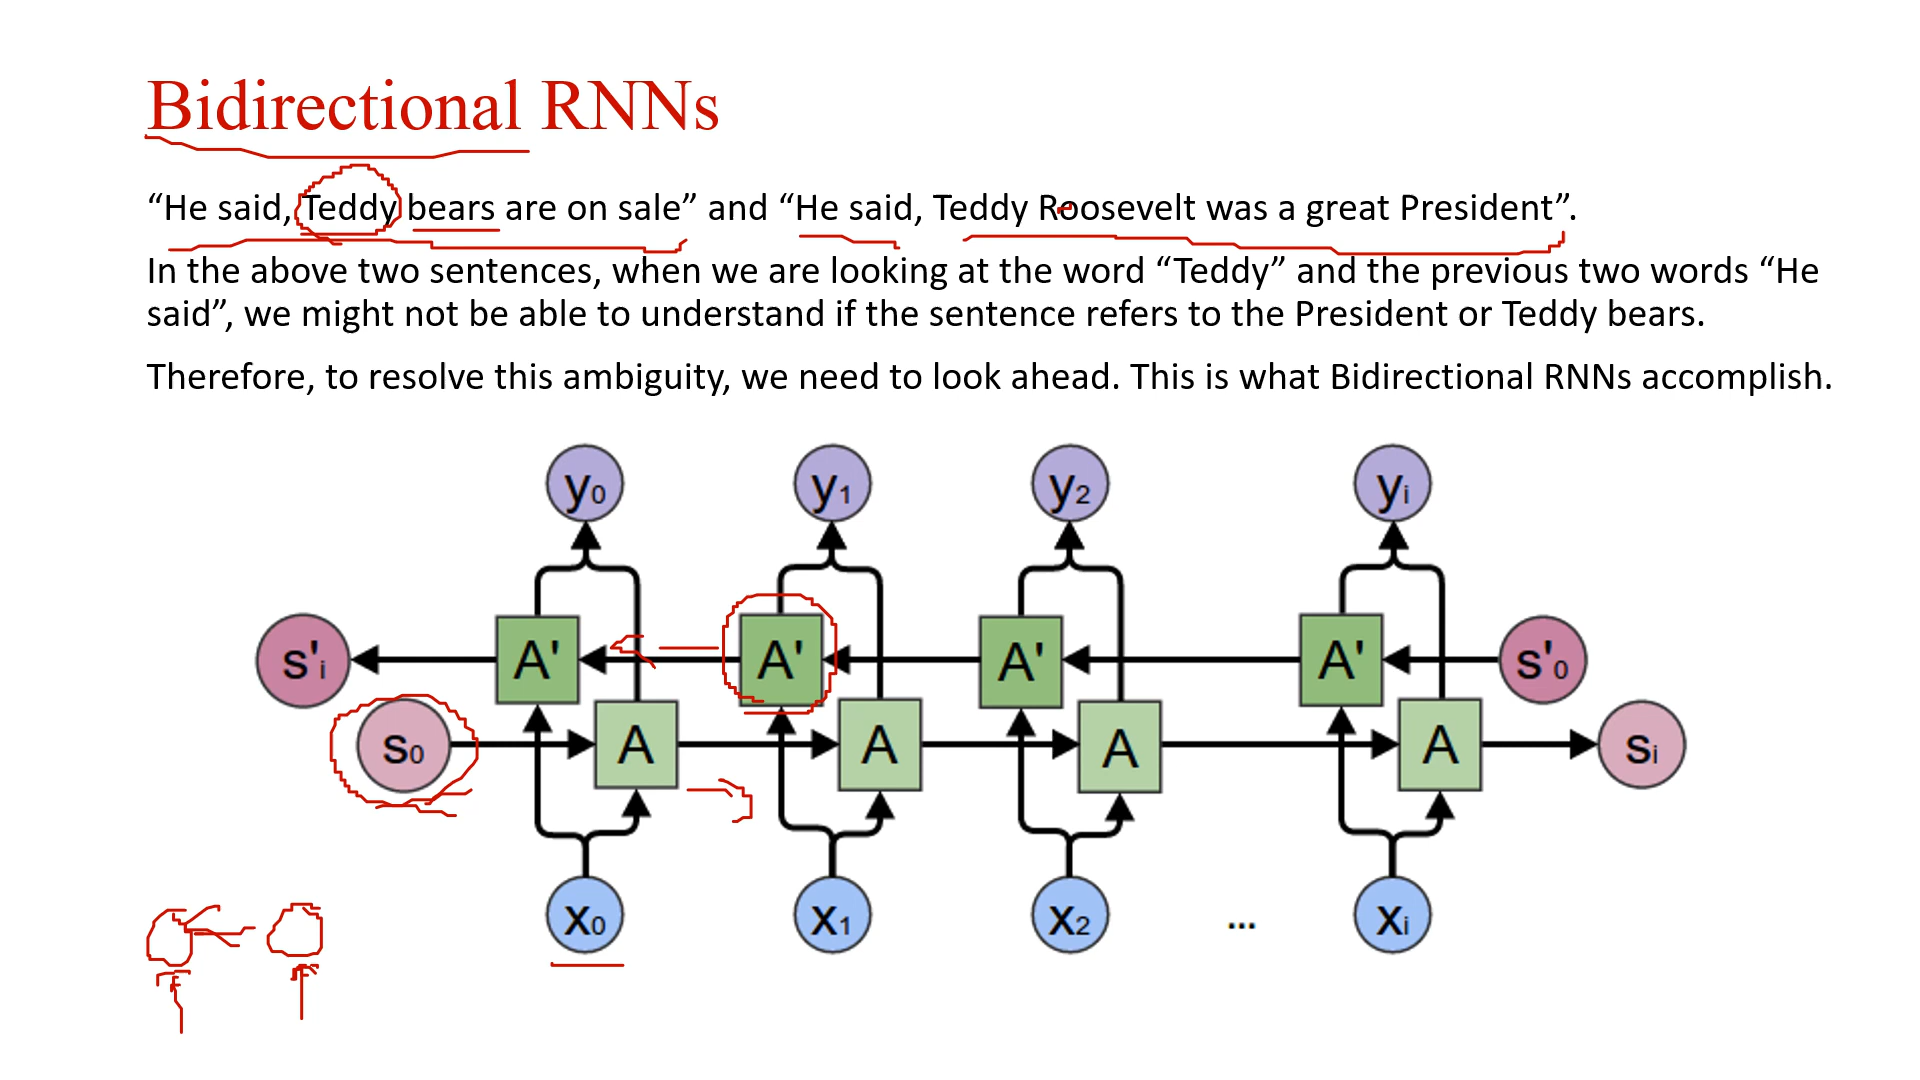 Bidirectional RNNs
“He said, Teddy bears are on sale” and “He said, Teddy Roosevelt was a great President”.
In the above two sentences, when we are looking at the word “Teddy” and the previous two words “He
said”, we might not be able to understand if the sentence refers to the President or Teddy bears.
Therefore, to resolve this ambiguity, we need to look ahead. This is what Bidirectional RNNs accomplish.
y0 y1 y2 yi
s'i A' A' A' A' s'0
s0 A A A A si
x0 x1 x2 ... xi